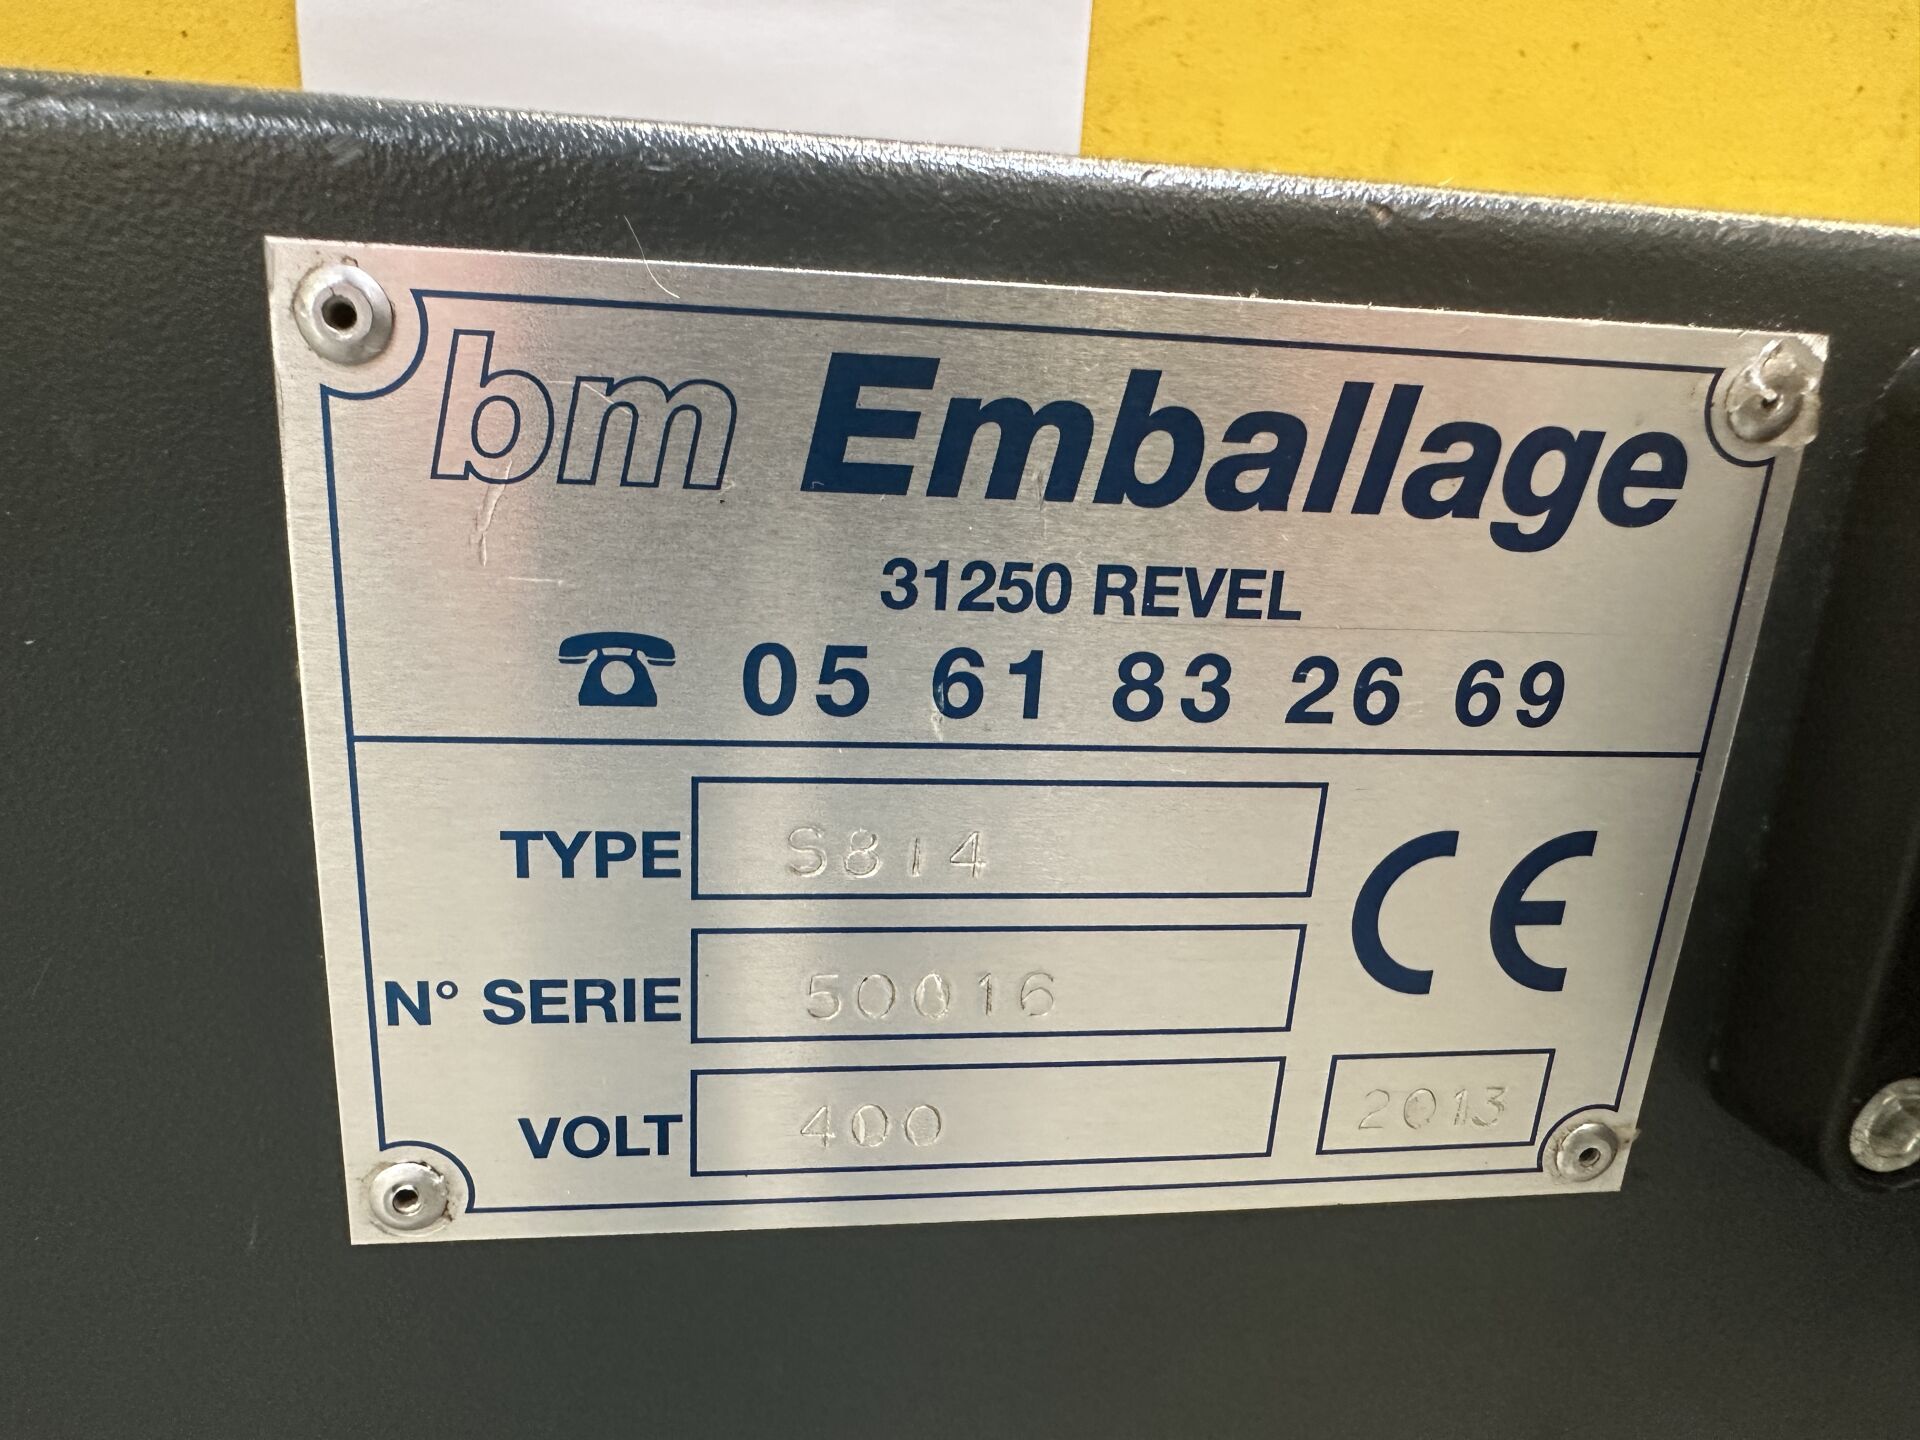 bm Emballage
31250 REVEL
☎ 05 61 83 26 69
TYPE S814
N° SERIE 50016
VOLT 400
CE
2013